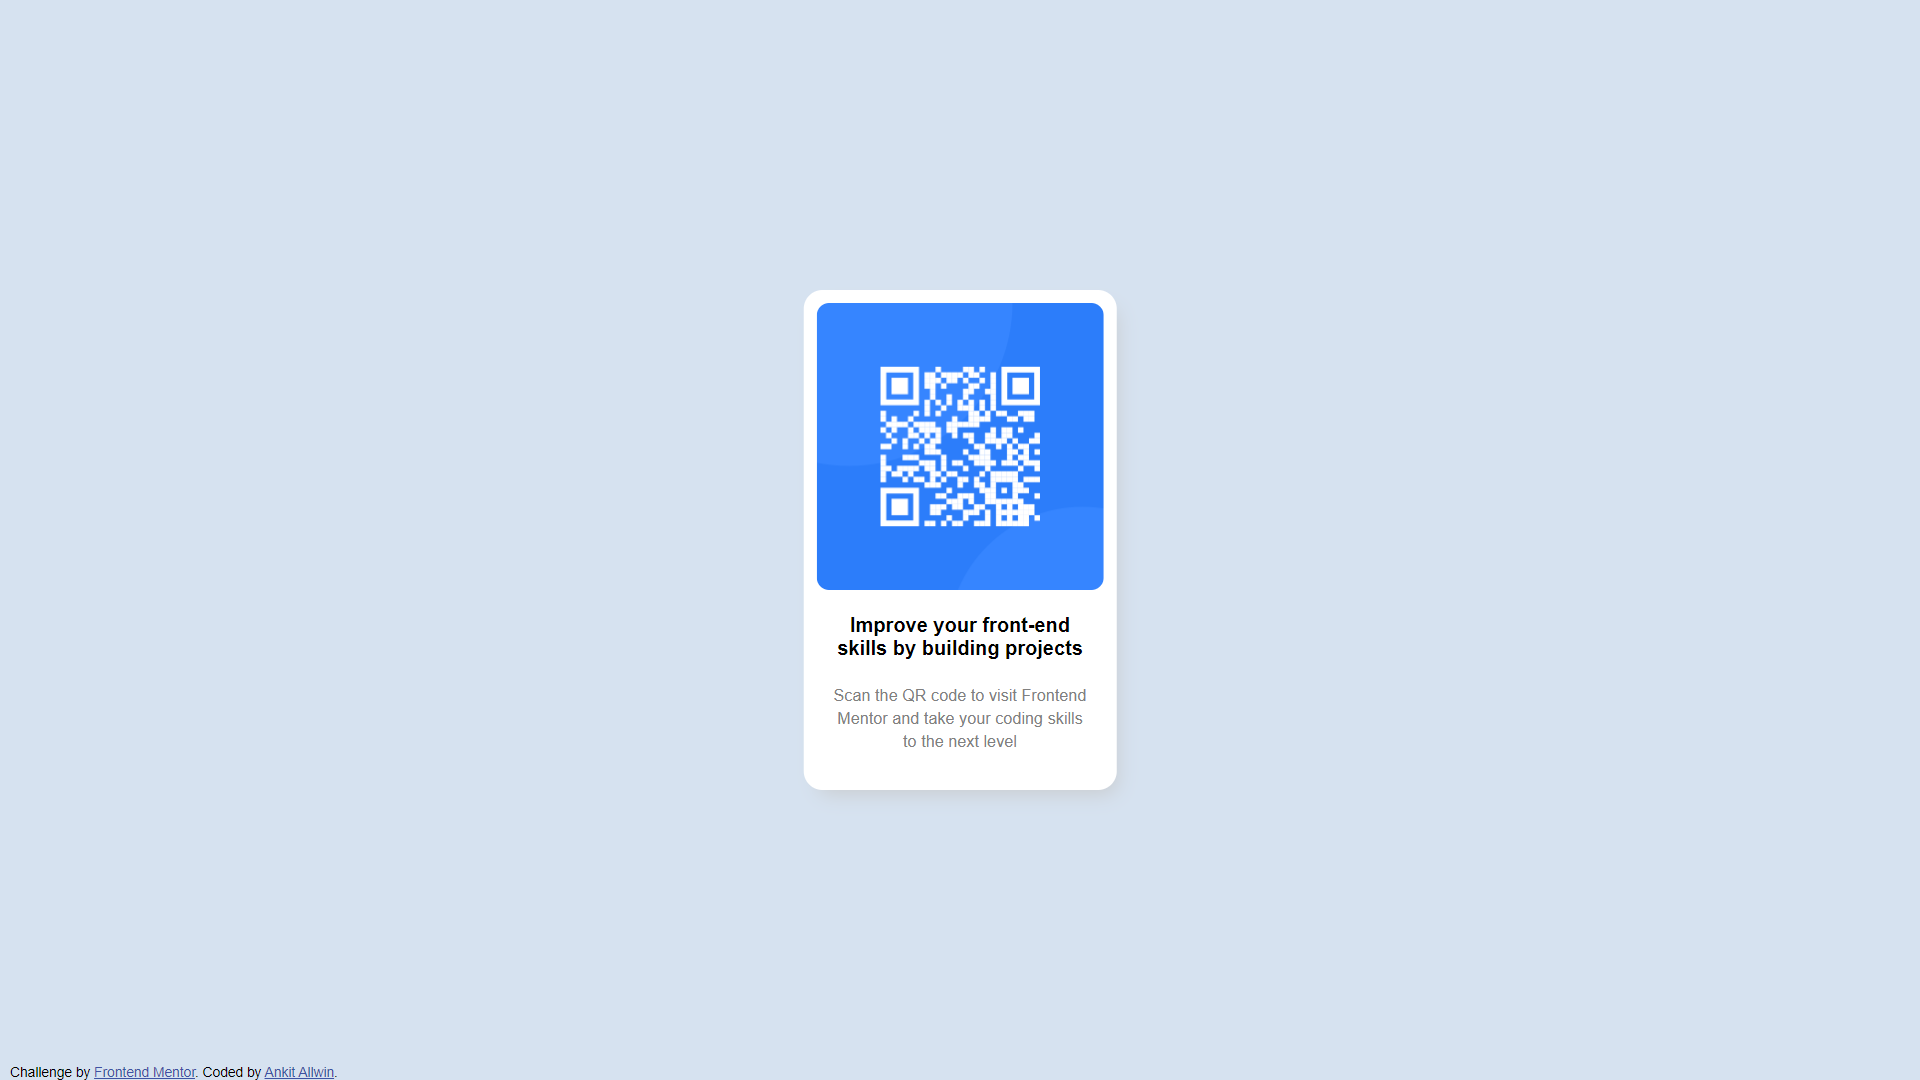 Improve your front-end
skills by building projects
Scan the QR code to visit Frontend
Mentor and take your coding skills
to the next level
Challenge by Frontend Mentor. Coded by Ankit Allwin.